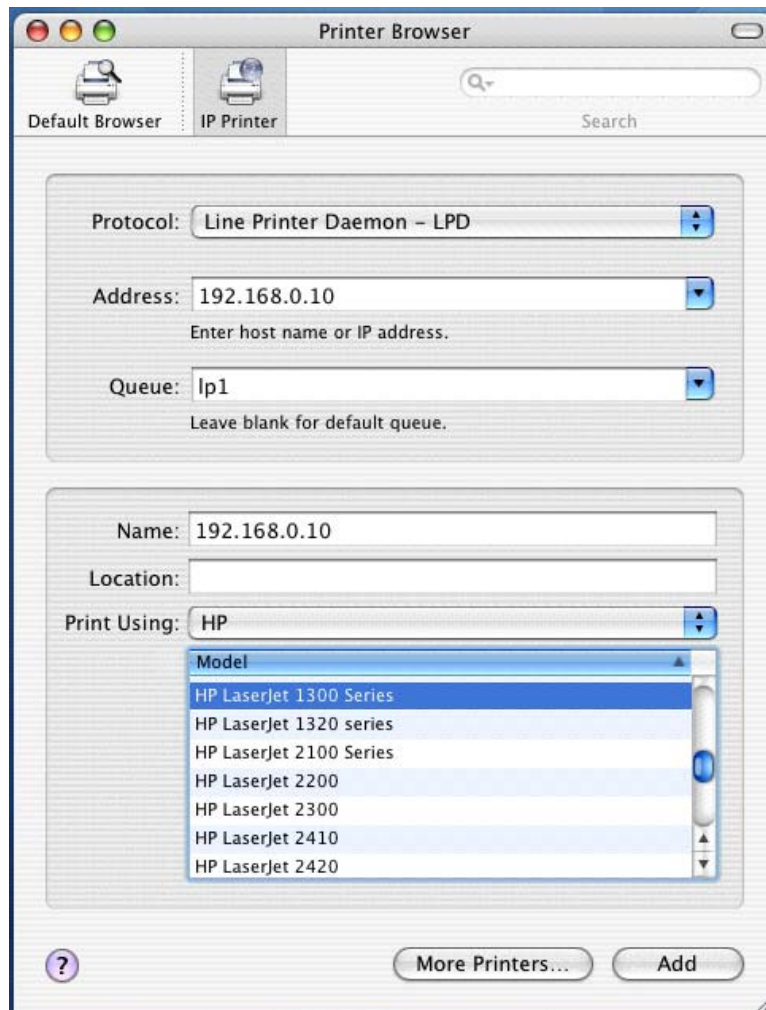 Printer Browser
Default Browser
IP Printer
Search
Protocol: Line Printer Daemon – LPD
Address: 192.168.0.10
Enter host name or IP address.
Queue: lp1
Leave blank for default queue.
Name: 192.168.0.10
Location:
Print Using: HP
Model
HP LaserJet 1300 Series
HP LaserJet 1320 series
HP LaserJet 2100 Series
HP LaserJet 2200
HP LaserJet 2300
HP LaserJet 2410
HP LaserJet 2420
?
More Printers...
Add